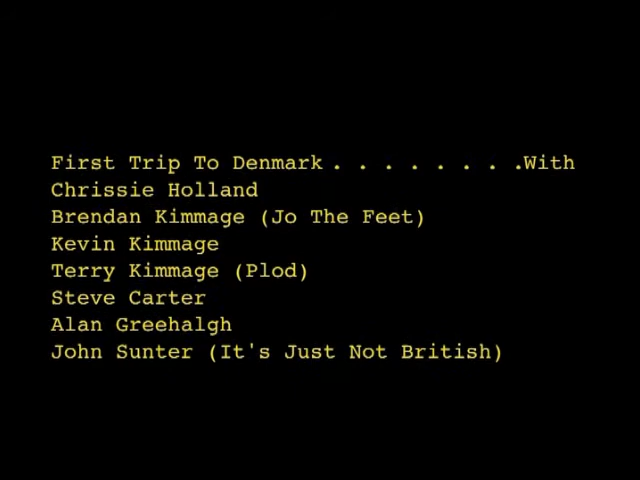 First Trip To Denmark . . . . . . . .With
Chrissie Holland
Brendan Kimmage (Jo The Feet)
Kevin Kimmage
Terry Kimmage (Plod)
Steve Carter
Alan Greehalgh
John Sunter (It's Just Not British)